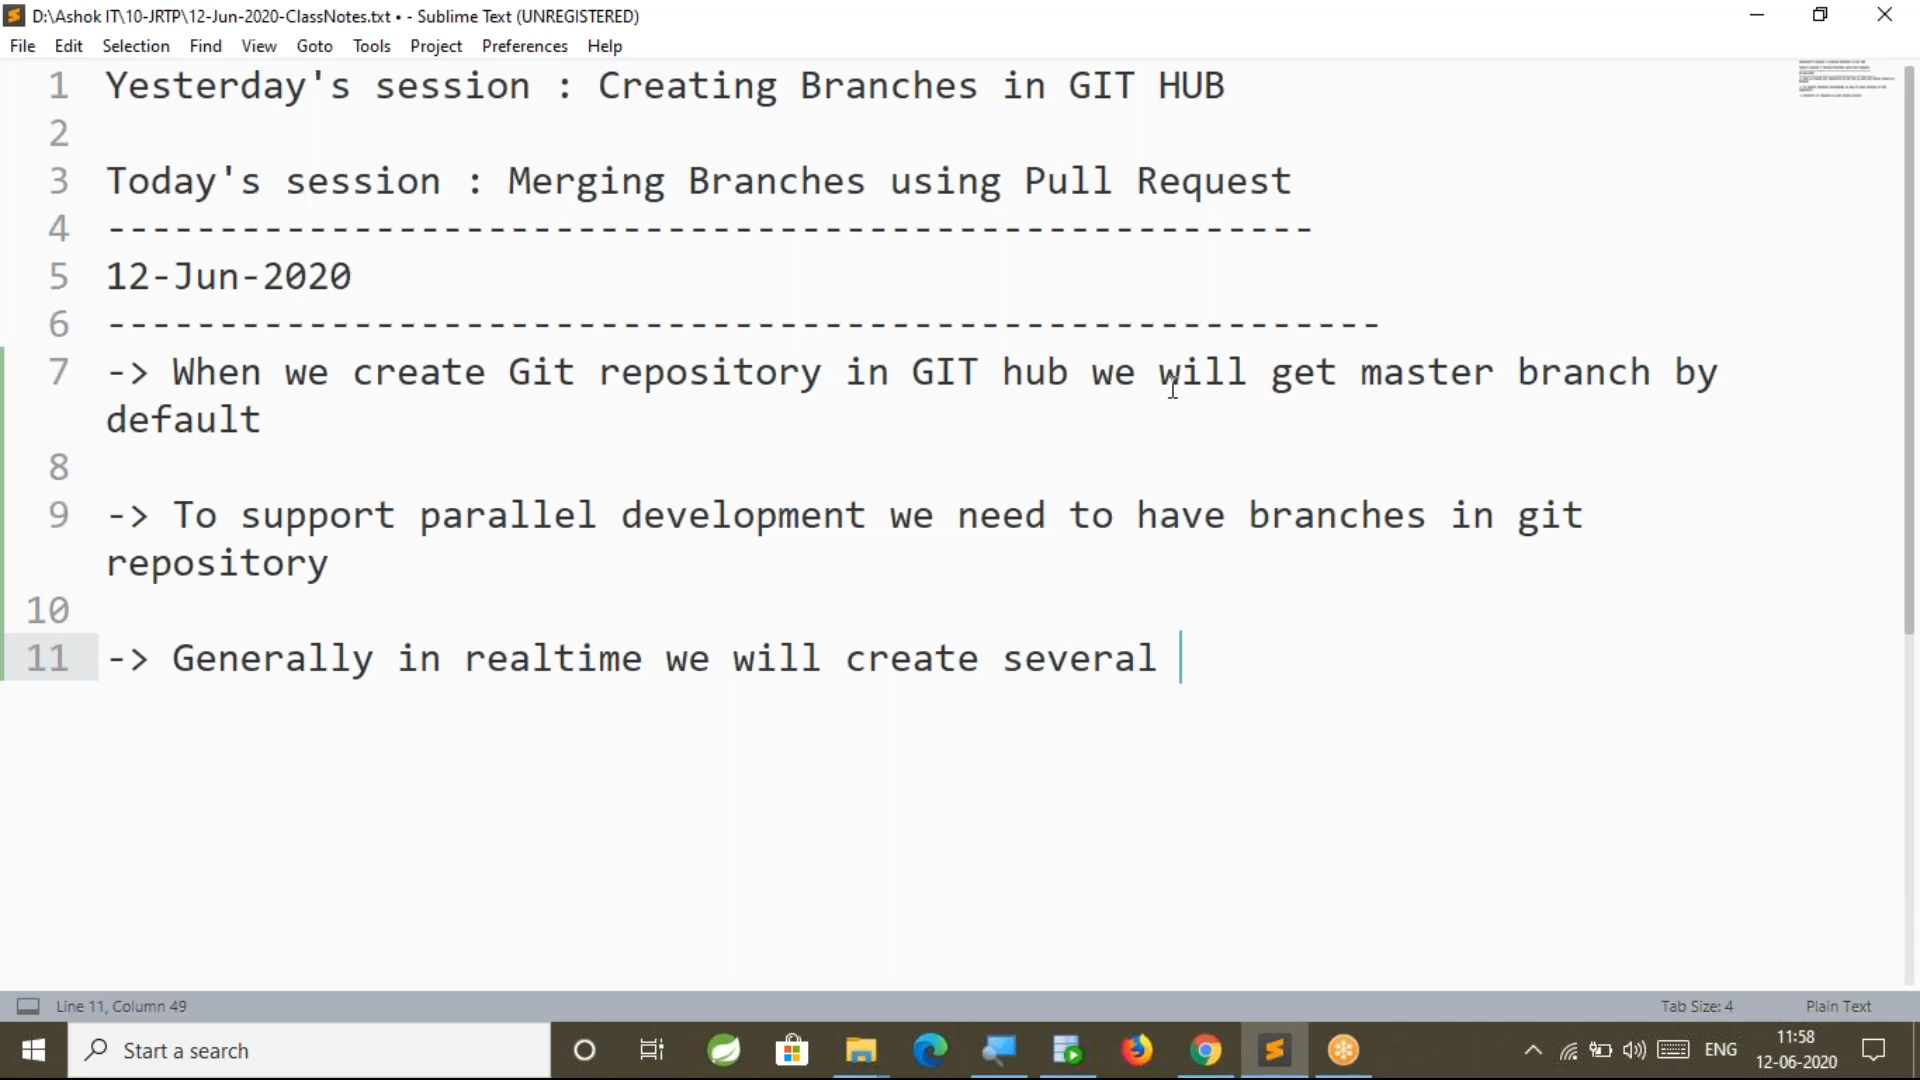 D:\Ashok IT\10-JRTP\12-Jun-2020-ClassNotes.txt • - Sublime Text (UNREGISTERED)
File Edit Selection Find View Goto Tools Project Preferences Help
1 Yesterday's session : Creating Branches in GIT HUB
2
3 Today's session : Merging Branches using Pull Request
4 ------------------------------------------------------
5 12-Jun-2020
6 ---------------------------------------------------------
7 -> When we create Git repository in GIT hub we will get master branch by
default
8
9 -> To support parallel development we need to have branches in git
repository
10
11 -> Generally in realtime we will create several
Line 11, Column 49 Tab Size: 4 Plain Text
Start a search ENG 11:58
12-06-2020